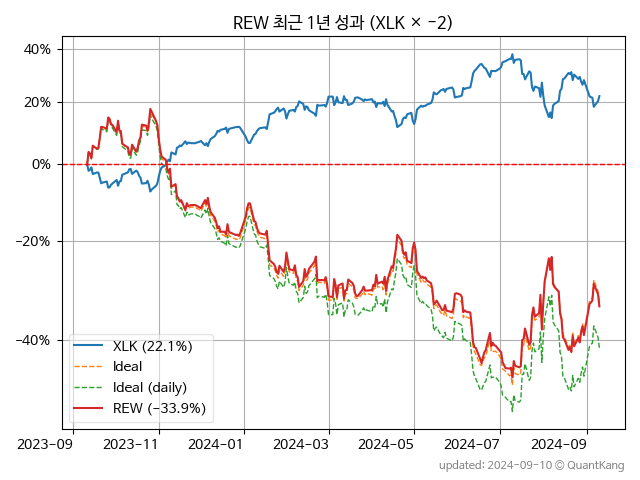 REW 최근 1년 성과 (XLK × −2)
40%
20%
0%
−20%
−40%
XLK (22.1%)
Ideal
Ideal (daily)
REW (−33.9%)
2023−09 2023−11 2024−01 2024−03 2024−05 2024−07 2024−09
updated: 2024−09−10 © QuantKang